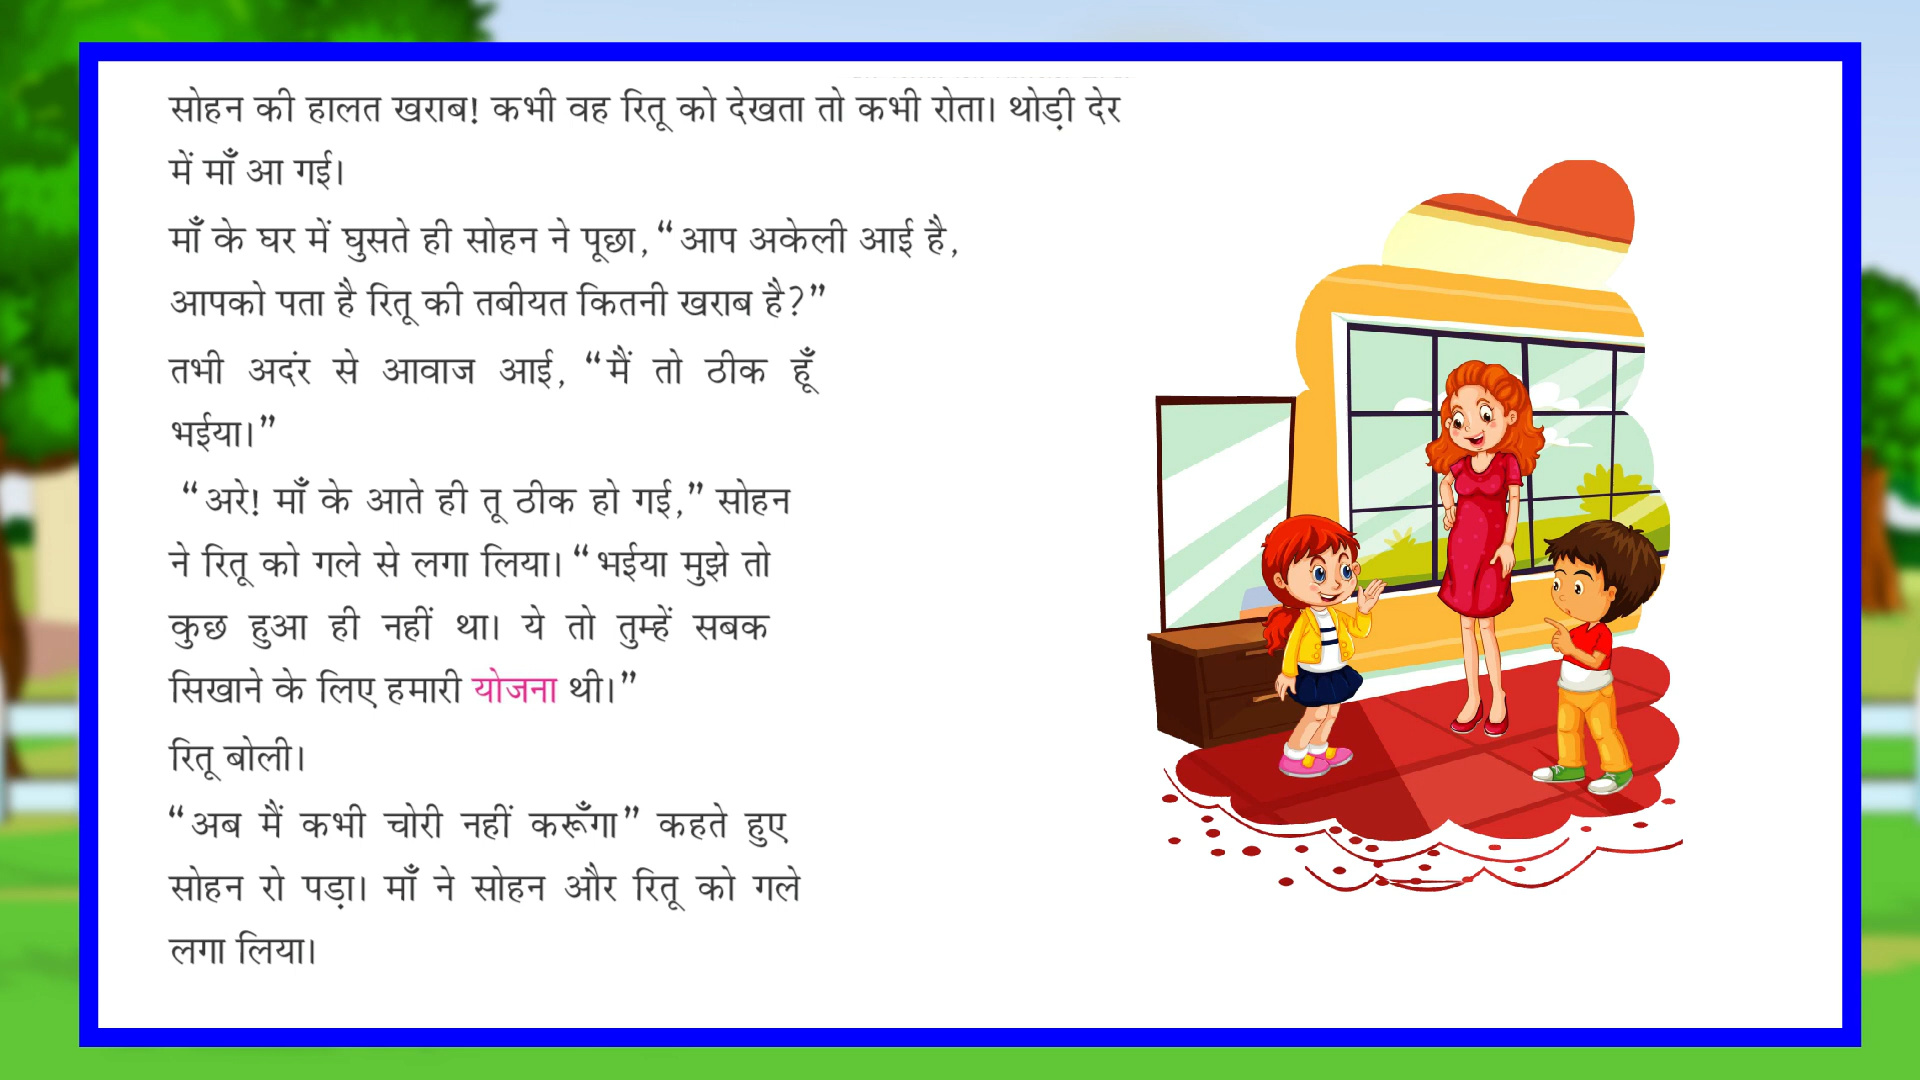 सोहन की हालत खराब! कभी वह रितू को देखता तो कभी रोता। थोड़ी देर
में माँ आ गई।
माँ के घर में घुसते ही सोहन ने पूछा, “आप अकेली आई है,
आपको पता है रितू की तबीयत कितनी खराब है?”
तभी अदंर से आवाज आई, “मैं तो ठीक हूँ
भईया।”
“अरे! माँ के आते ही तू ठीक हो गई,” सोहन
ने रितू को गले से लगा लिया। “भईया मुझे तो
कुछ हुआ ही नहीं था। ये तो तुम्हें सबक
सिखाने के लिए हमारी योजना थी।”
रितू बोली।
“अब मैं कभी चोरी नहीं करूँगा” कहते हुए
सोहन रो पड़ा। माँ ने सोहन और रितू को गले
लगा लिया।